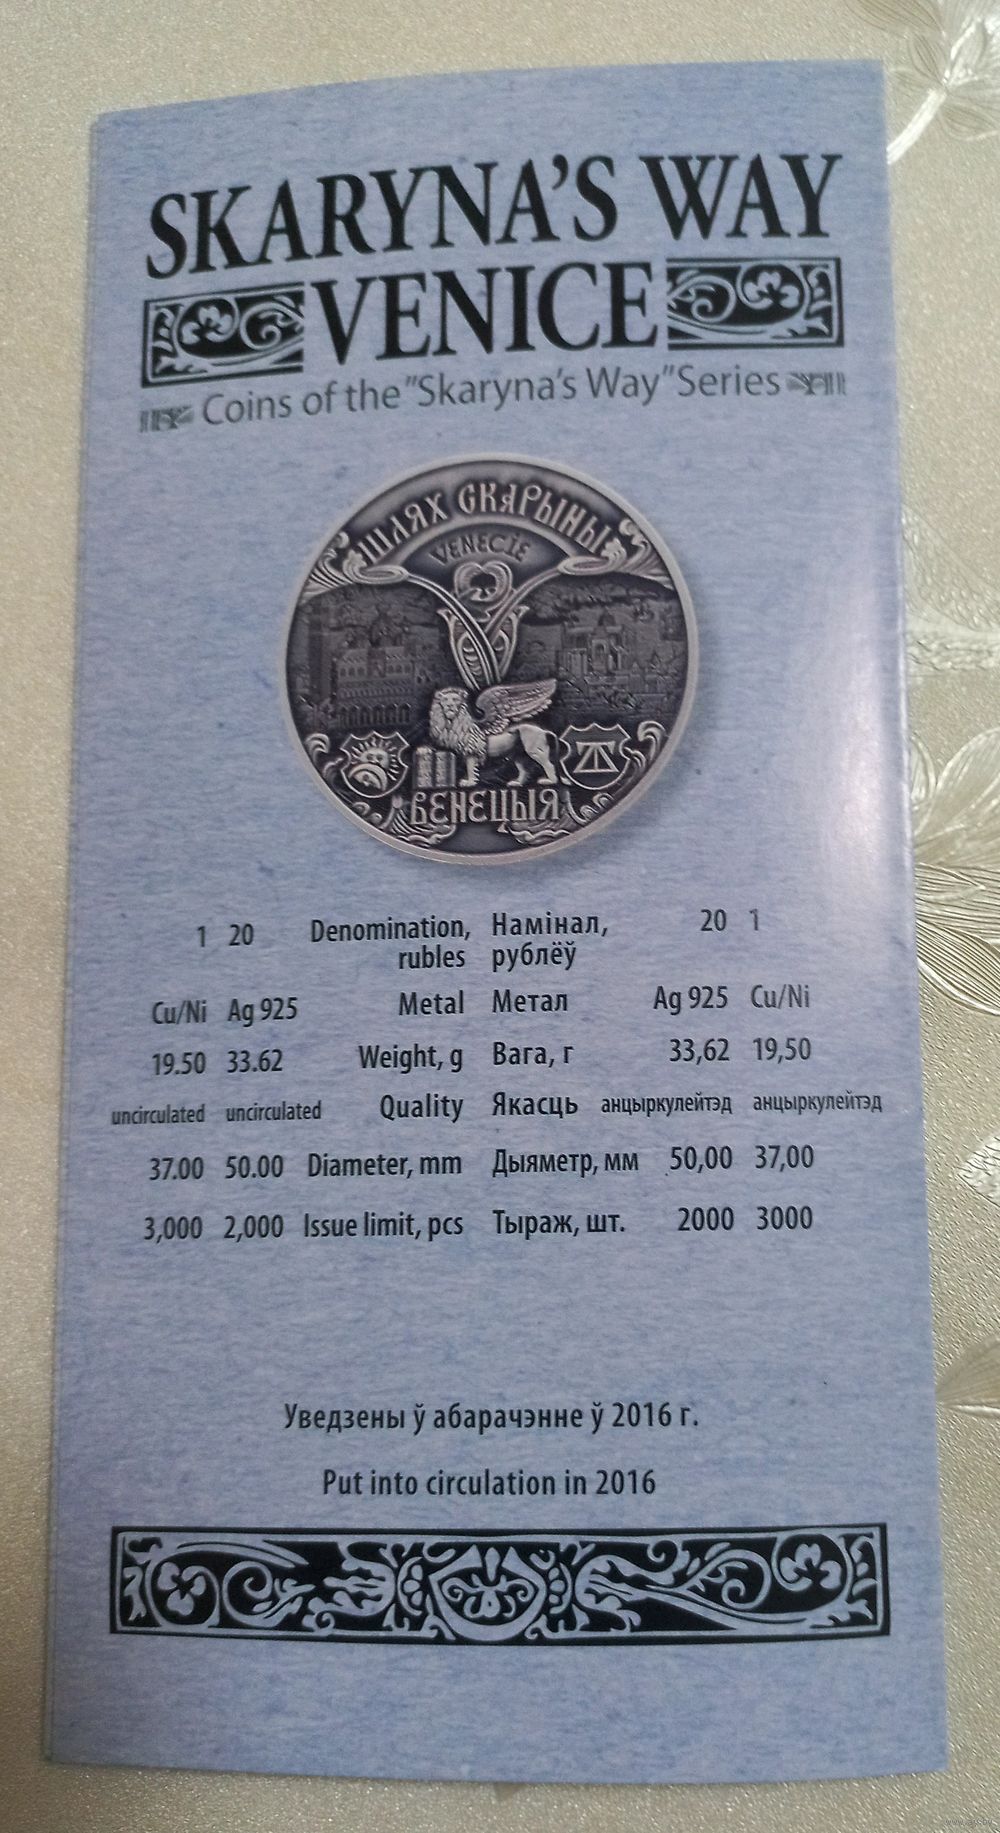 SKARYNA'S WAY
VENICE
Coins of the "Skaryna's Way" Series
ШЛЯХ СКАРЫНЫ
VENECIE
ВЕНЕЦЫЯ
1 20 Denomination, rubles Намінал, рублёў 20 1
Cu/Ni Ag 925 Metal Метал Ag 925 Cu/Ni
19.50 33.62 Weight, g Вага, г 33,62 19,50
uncirculated uncirculated Quality Якасць анцыркулейтэд анцыркулейтэд
37.00 50.00 Diameter, mm Дыяметр, мм 50,00 37,00
3,000 2,000 Issue limit, pcs Тыраж, шт. 2000 3000
Уведзены ў абарачэнне ў 2016 г.
Put into circulation in 2016